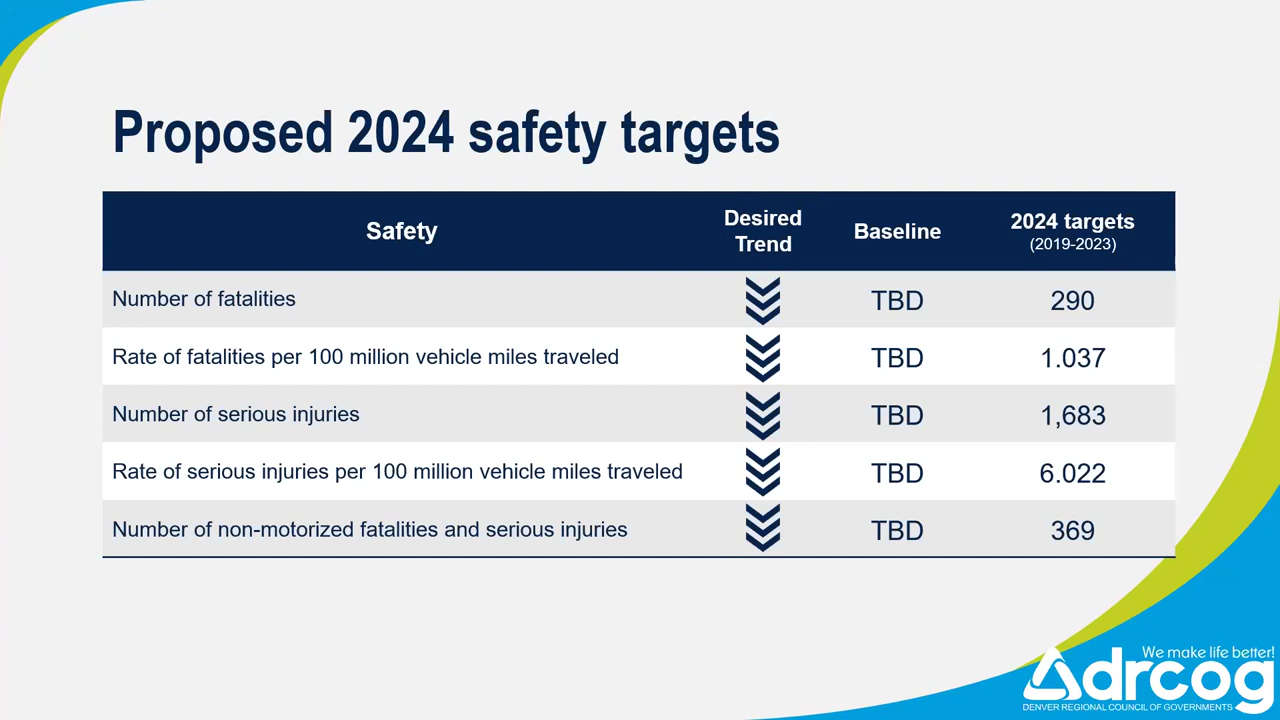 Proposed 2024 safety targets
Safety
Desired
Trend
Baseline
2024 targets
(2019-2023)
Number of fatalities
TBD
290
Rate of fatalities per 100 million vehicle miles traveled
TBD
1.037
Number of serious injuries
TBD
1,683
Rate of serious injuries per 100 million vehicle miles traveled
TBD
6.022
Number of non-motorized fatalities and serious injuries
TBD
369
We make life better!
drcog
DENVER REGIONAL COUNCIL OF GOVERNMENTS